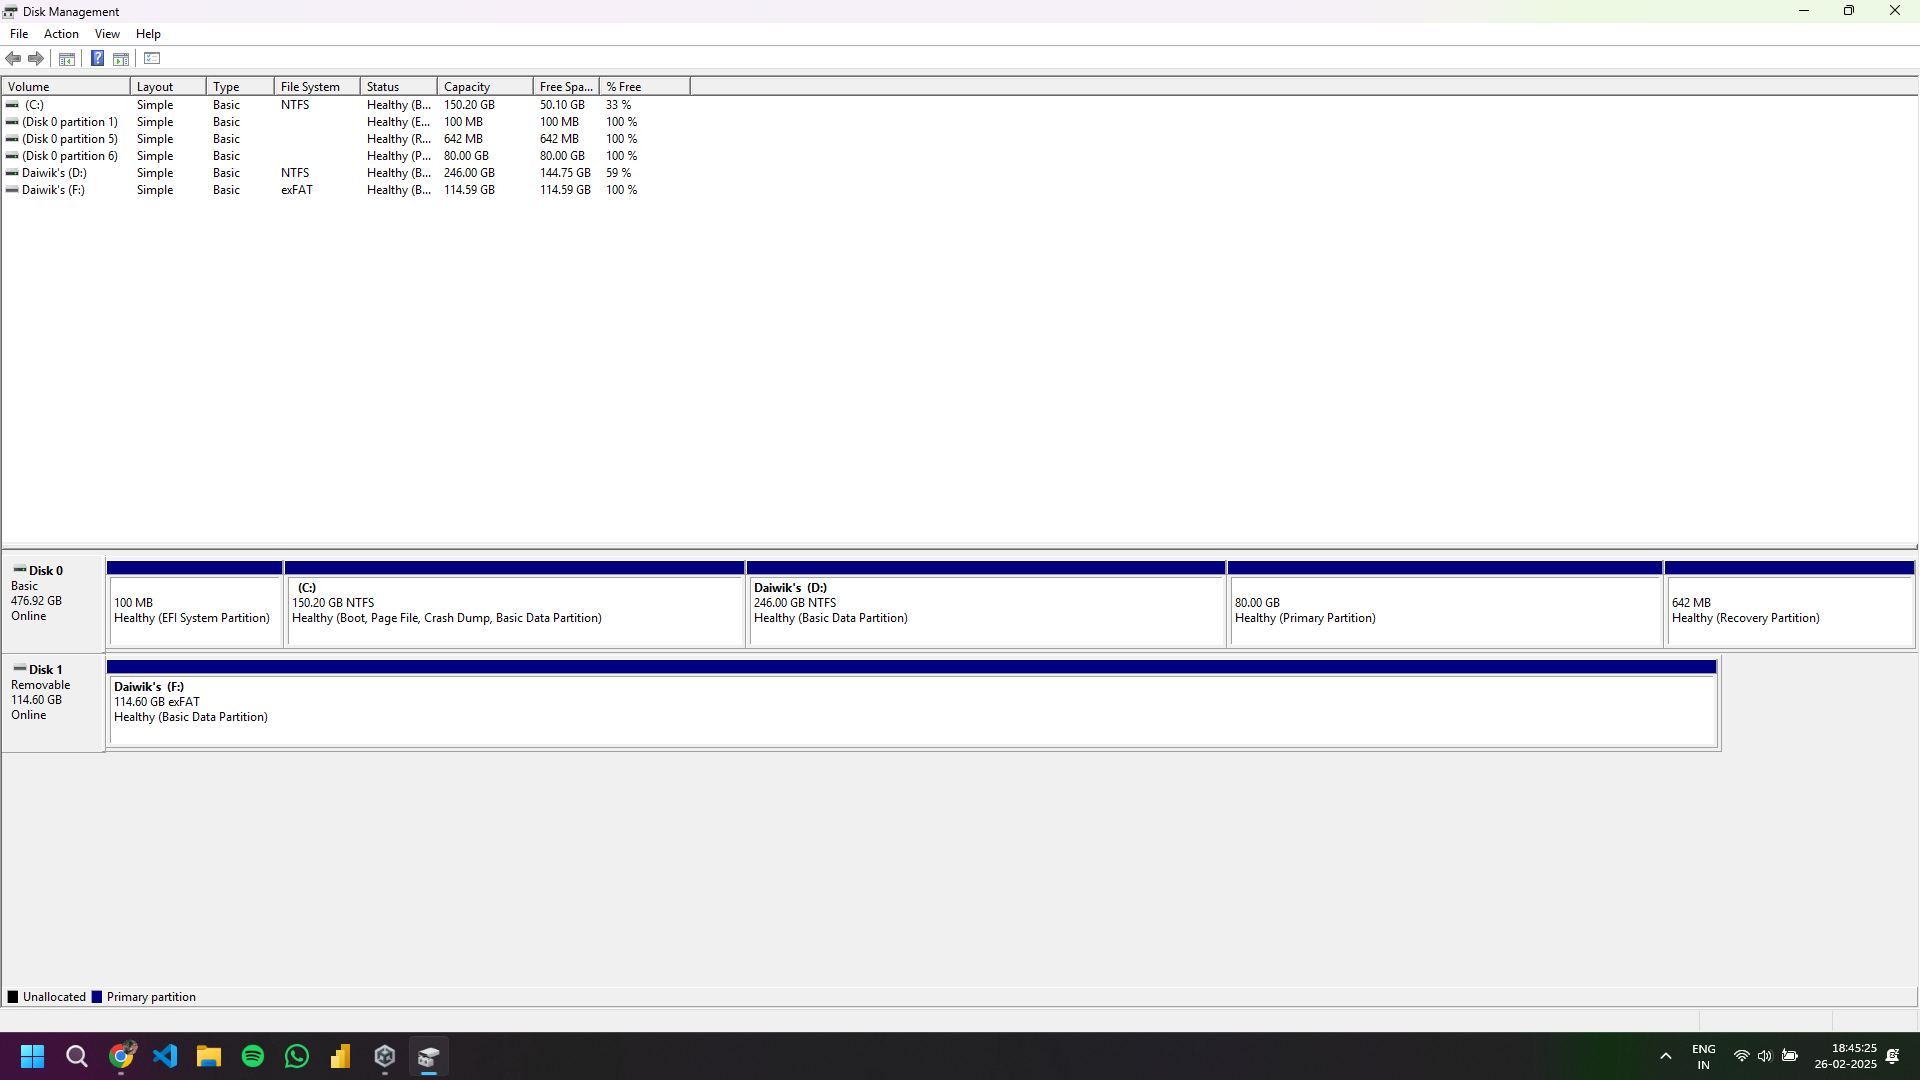 Disk Management
File Action View Help
Volume Layout Type File System Status Capacity Free Spa... % Free
(C:) Simple Basic NTFS Healthy (B... 150.20 GB 50.10 GB 33 %
(Disk 0 partition 1) Simple Basic Healthy (E... 100 MB 100 MB 100 %
(Disk 0 partition 5) Simple Basic Healthy (R... 642 MB 642 MB 100 %
(Disk 0 partition 6) Simple Basic Healthy (P... 80.00 GB 80.00 GB 100 %
Daiwik's (D:) Simple Basic NTFS Healthy (B... 246.00 GB 144.75 GB 59 %
Daiwik's (F:) Simple Basic exFAT Healthy (B... 114.59 GB 114.59 GB 100 %
Disk 0
Basic
476.92 GB
Online
100 MB
Healthy (EFI System Partition)
(C:)
150.20 GB NTFS
Healthy (Boot, Page File, Crash Dump, Basic Data Partition)
Daiwik's (D:)
246.00 GB NTFS
Healthy (Basic Data Partition)
80.00 GB
Healthy (Primary Partition)
642 MB
Healthy (Recovery Partition)
Disk 1
Removable
114.60 GB
Online
Daiwik's (F:)
114.60 GB exFAT
Healthy (Basic Data Partition)
Unallocated Primary partition
ENG
IN
18:45:25
26-02-2025